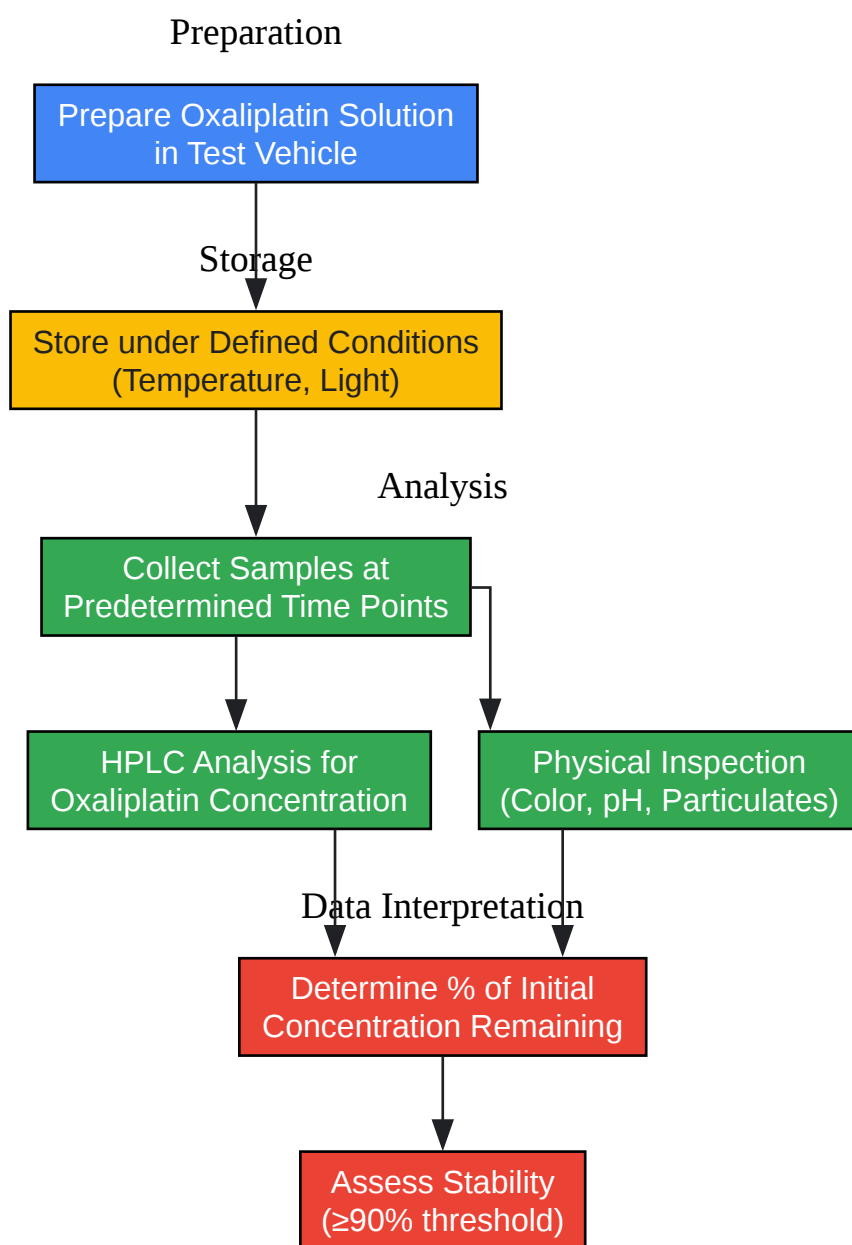 Preparation
Prepare Oxaliplatin Solution
in Test Vehicle
Storage
Store under Defined Conditions
(Temperature, Light)
Analysis
Collect Samples at
Predetermined Time Points
HPLC Analysis for
Oxaliplatin Concentration
Physical Inspection
(Color, pH, Particulates)
Data Interpretation
Determine % of Initial
Concentration Remaining
Assess Stability
(≥90% threshold)